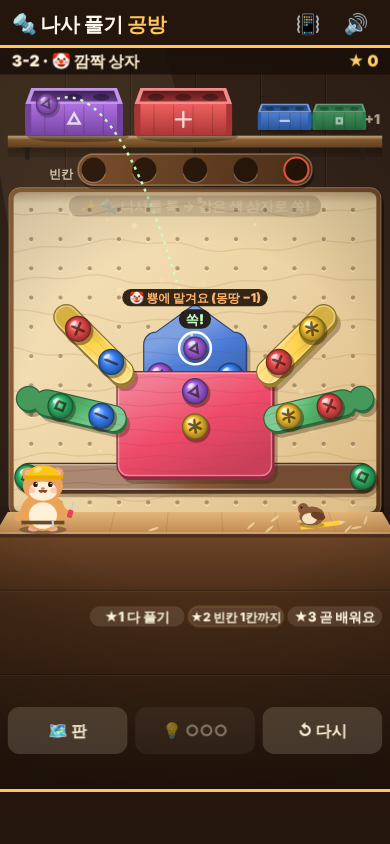 나사 풀기 공방
3-2 · 깜짝 상자
★ 0
+1
빈칸
뿅에 맡겨요 (몽땅 −1)
쏙!
★1 다 풀기
★2 빈칸 1칸까지
★3 곧 배워요
판
다시